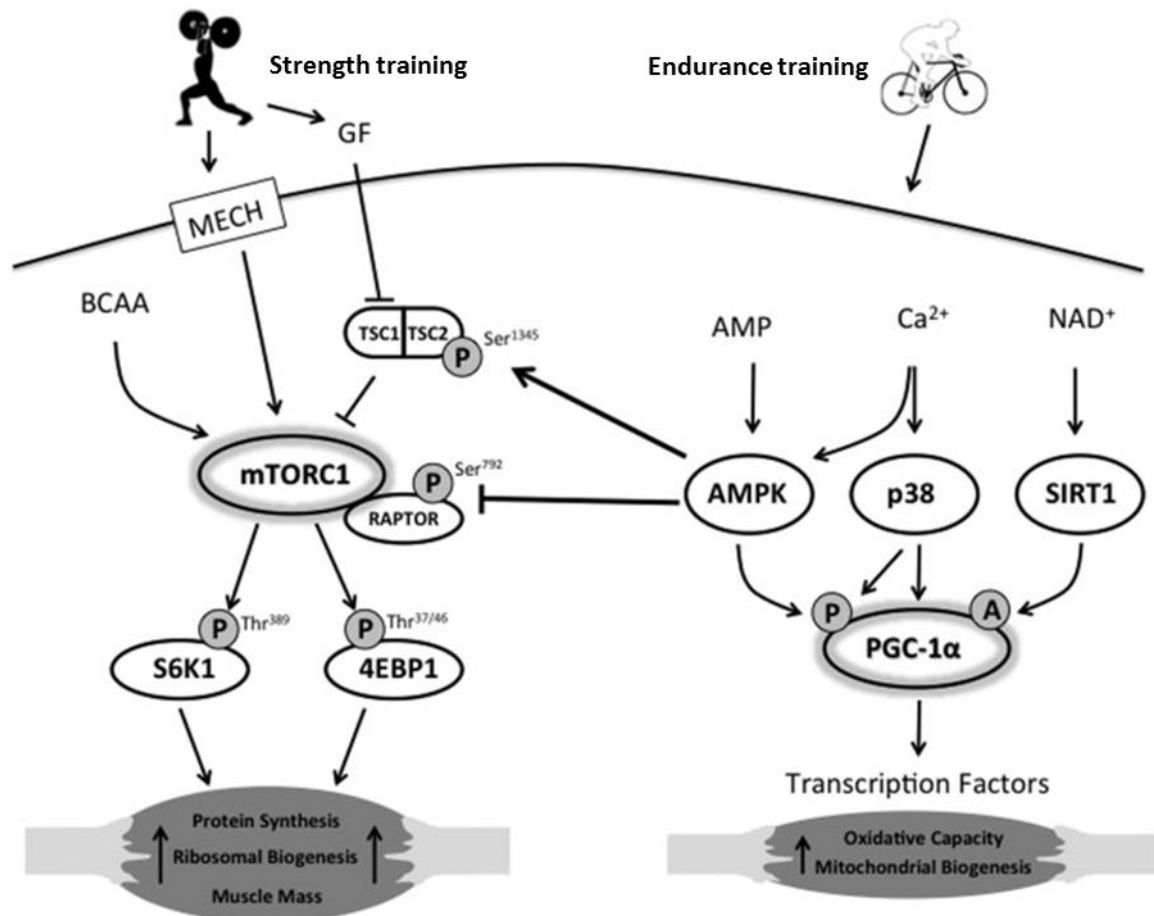 Strength training
Endurance training
GF
MECH
BCAA
TSC1 TSC2
P
Ser¹³⁴⁵
AMP
Ca²⁺
NAD⁺
mTORC1
P
Ser⁷⁹²
RAPTOR
AMPK
p38
SIRT1
P
Thr³⁸⁹
P
Thr³⁷/⁴⁶
P
A
S6K1
4EBP1
PGC-1α
Transcription Factors
Protein Synthesis
Ribosomal Biogenesis
Muscle Mass
Oxidative Capacity
Mitochondrial Biogenesis